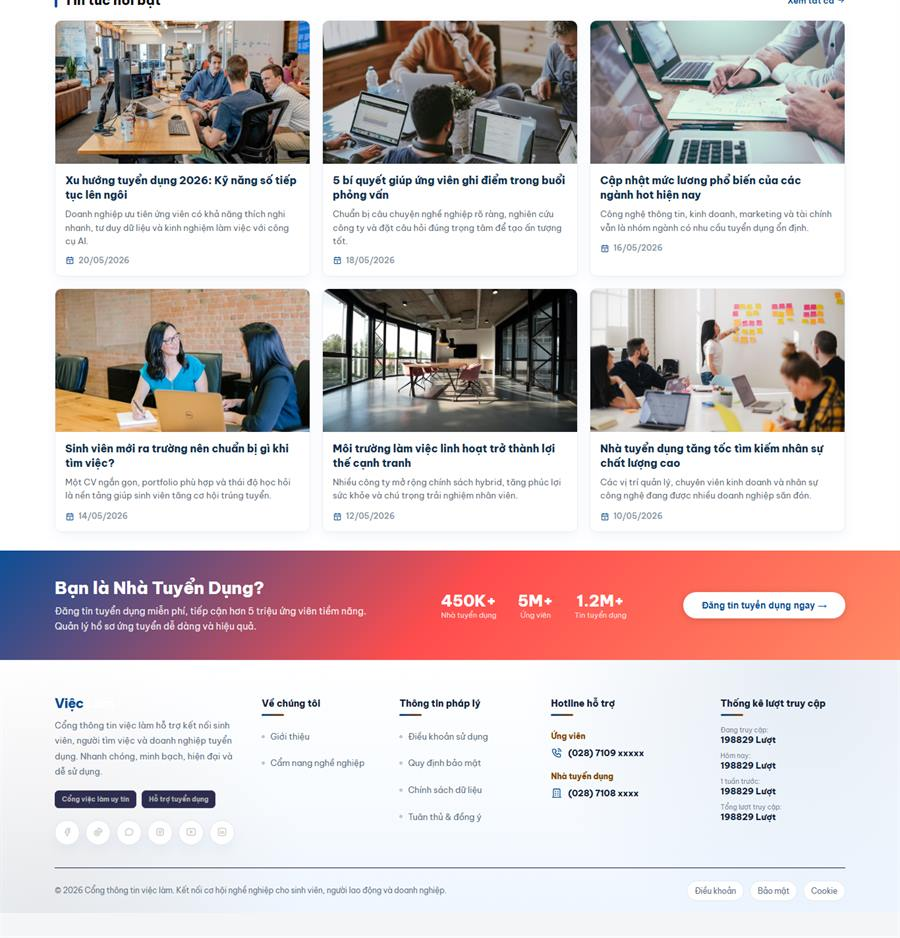 Tin tức nổi bật
Xem tất cả →
Xu hướng tuyển dụng 2026: Kỹ năng số tiếp
tục lên ngôi
Doanh nghiệp ưu tiên ứng viên có khả năng thích nghi
nhanh, tư duy dữ liệu và kinh nghiệm làm việc với công
cụ AI.
20/05/2026
5 bí quyết giúp ứng viên ghi điểm trong buổi
phỏng vấn
Chuẩn bị câu chuyện nghề nghiệp rõ ràng, nghiên cứu
công ty và đặt câu hỏi đúng trọng tâm để tạo ấn tượng
tốt.
18/05/2026
Cập nhật mức lương phổ biến của các
ngành hot hiện nay
Công nghệ thông tin, kinh doanh, marketing và tài chính
vẫn là nhóm ngành có nhu cầu tuyển dụng ổn định.
16/05/2026
Sinh viên mới ra trường nên chuẩn bị gì khi
tìm việc?
Một CV ngắn gọn, portfolio phù hợp và thái độ học hỏi
là nền tảng giúp sinh viên tăng cơ hội trúng tuyển.
14/05/2026
Môi trường làm việc linh hoạt trở thành lợi
thế cạnh tranh
Nhiều công ty mở rộng chính sách hybrid, tăng phúc lợi
sức khỏe và chú trọng trải nghiệm nhân viên.
12/05/2026
Nhà tuyển dụng tăng tốc tìm kiếm nhân sự
chất lượng cao
Các vị trí quản lý, chuyên viên kinh doanh và nhân sự
công nghệ đang được nhiều doanh nghiệp săn đón.
10/05/2026
Bạn là Nhà Tuyển Dụng?
Đăng tin tuyển dụng miễn phí, tiếp cận hơn 5 triệu ứng viên tiềm năng.
Quản lý hồ sơ ứng tuyển dễ dàng và hiệu quả.
450K+
Nhà tuyển dụng
5M+
Ứng viên
1.2M+
Tin tuyển dụng
Đăng tin tuyển dụng ngay →
Việc
Cổng thông tin việc làm hỗ trợ kết nối sinh
viên, người tìm việc và doanh nghiệp tuyển
dụng. Nhanh chóng, minh bạch, hiện đại và
dễ sử dụng.
Cổng việc làm uy tín
Hỗ trợ tuyển dụng
Về chúng tôi
Giới thiệu
Cẩm nang nghề nghiệp
Thông tin pháp lý
Điều khoản sử dụng
Quy định bảo mật
Chính sách dữ liệu
Tuân thủ & đồng ý
Hotline hỗ trợ
Ứng viên
(028) 7109 xxxxx
Nhà tuyển dụng
(028) 7108 xxxx
Thống kê lượt truy cập
Đang truy cập:
198829 Lượt
Hôm nay:
198829 Lượt
1 tuần trước:
198829 Lượt
Tổng lượt truy cập:
198829 Lượt
© 2026 Cổng thông tin việc làm. Kết nối cơ hội nghề nghiệp cho sinh viên, người lao động và doanh nghiệp.
Điều khoản
Bảo mật
Cookie